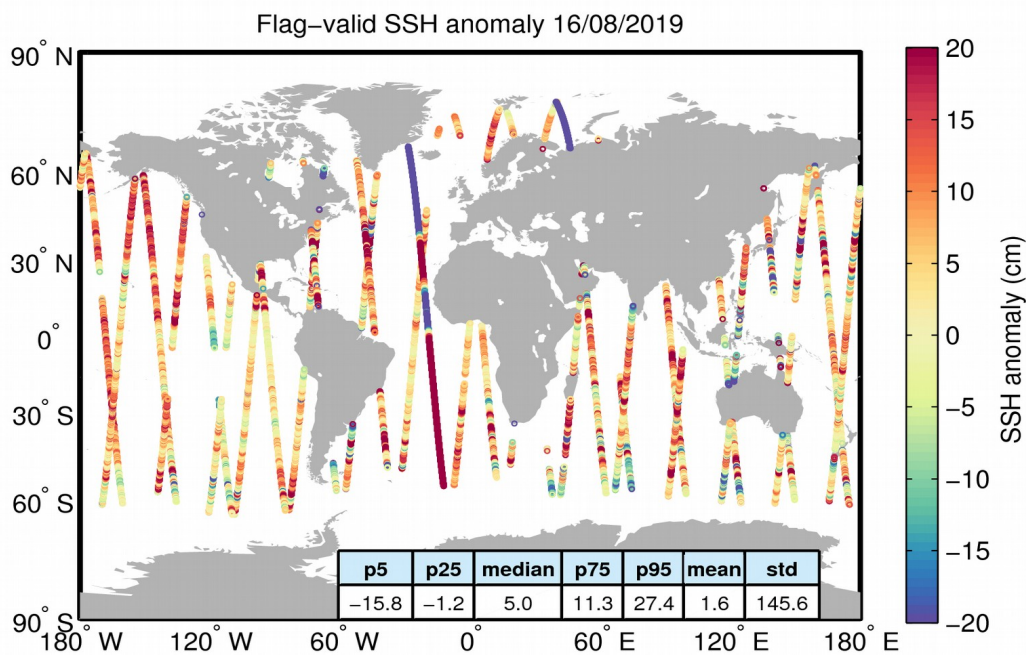 Flag−valid SSH anomaly 16/08/2019
90° N
60° N
30° N
0°
30° S
60° S
90° S
180° W
120° W
60° W
0°
60° E
120° E
180° E
p5 p25 median p75 p95 mean std
−15.8 −1.2 5.0 11.3 27.4 1.6 145.6
20
15
10
5
0
−5
−10
−15
−20
SSH anomaly (cm)